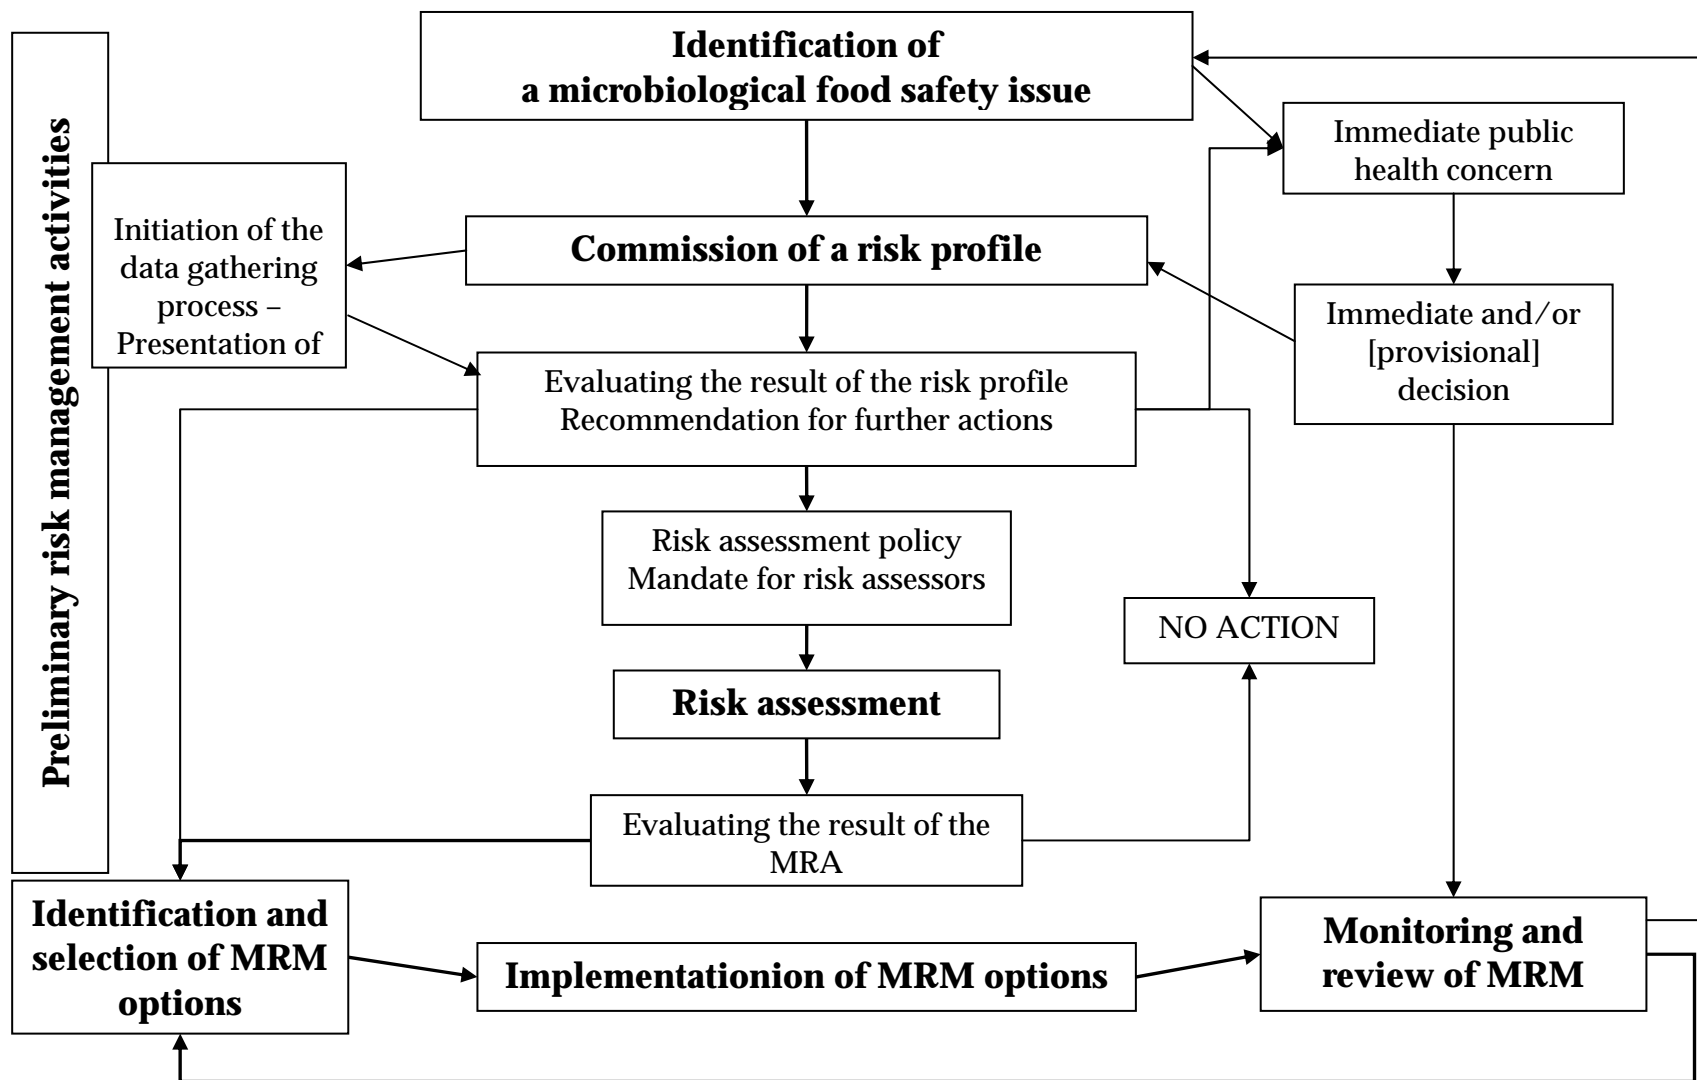 Identification of
a microbiological food safety issue
Preliminary risk management activities
Immediate public
health concern
Initiation of the
data gathering
process –
Presentation of
Commission of a risk profile
Immediate and/or
[provisional]
decision
Evaluating the result of the risk profile
Recommendation for further actions
Risk assessment policy
Mandate for risk assessors
NO ACTION
Risk assessment
Evaluating the result of the
MRA
Identification and
selection of MRM
options
Implementationion of MRM options
Monitoring and
review of MRM